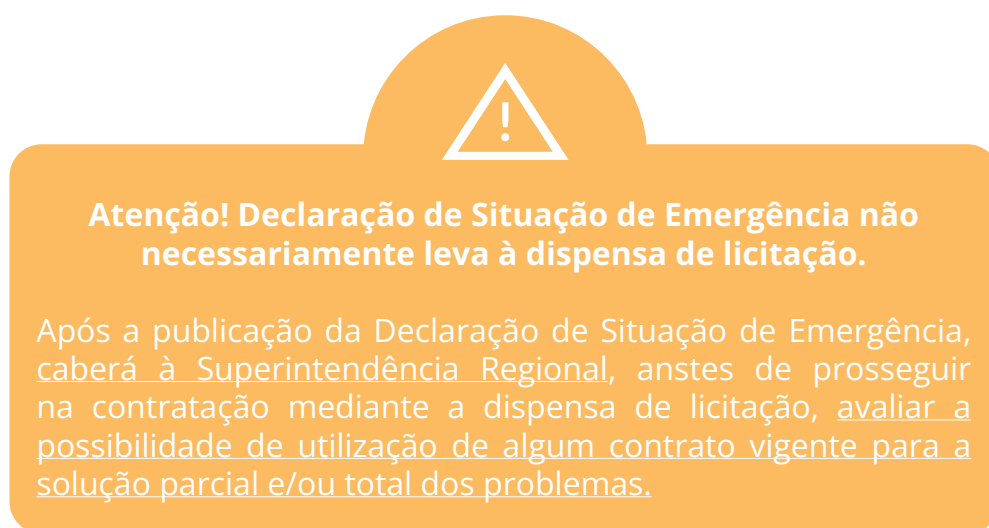 !
Atenção! Declaração de Situação de Emergência não
necessariamente leva à dispensa de licitação.
Após a publicação da Declaração de Situação de Emergência,
caberá à Superintendência Regional, anstes de prosseguir
na contratação mediante a dispensa de licitação, avaliar a
possibilidade de utilização de algum contrato vigente para a
solução parcial e/ou total dos problemas.